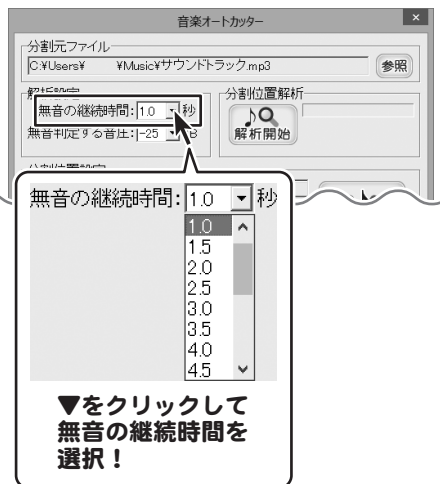 音楽オートカッター
×
分割元ファイル
C:¥Users¥ ¥Music¥サウンドトラック.mp3
参照
解析設定
分割位置解析
無音の継続時間: 1.0 秒
解析開始
無音判定する音圧: -25
無音の継続時間: 1.0 秒
1.0
1.5
2.0
2.5
3.0
3.5
4.0
4.5
▼をクリックして
無音の継続時間を
選択！